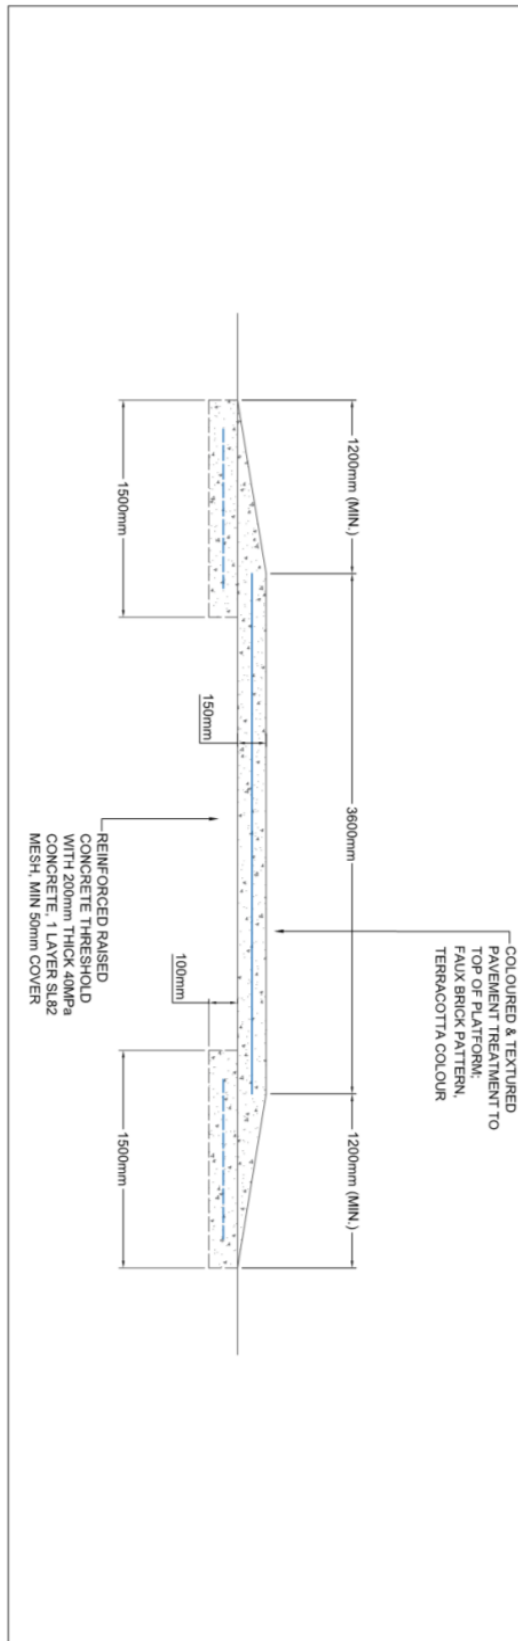 COLOURED & TEXTURED
PAVEMENT TREATMENT TO
TOP OF PLATFORM;
FAUX BRICK PATTERN,
TERRACOTTA COLOUR
1200mm (MIN.)
3600mm
1200mm (MIN.)
150mm
100mm
1500mm
1500mm
REINFORCED RAISED
CONCRETE THRESHOLD
WITH 200mm THICK 40MPa
CONCRETE, 1 LAYER SL82
MESH, MIN 50mm COVER